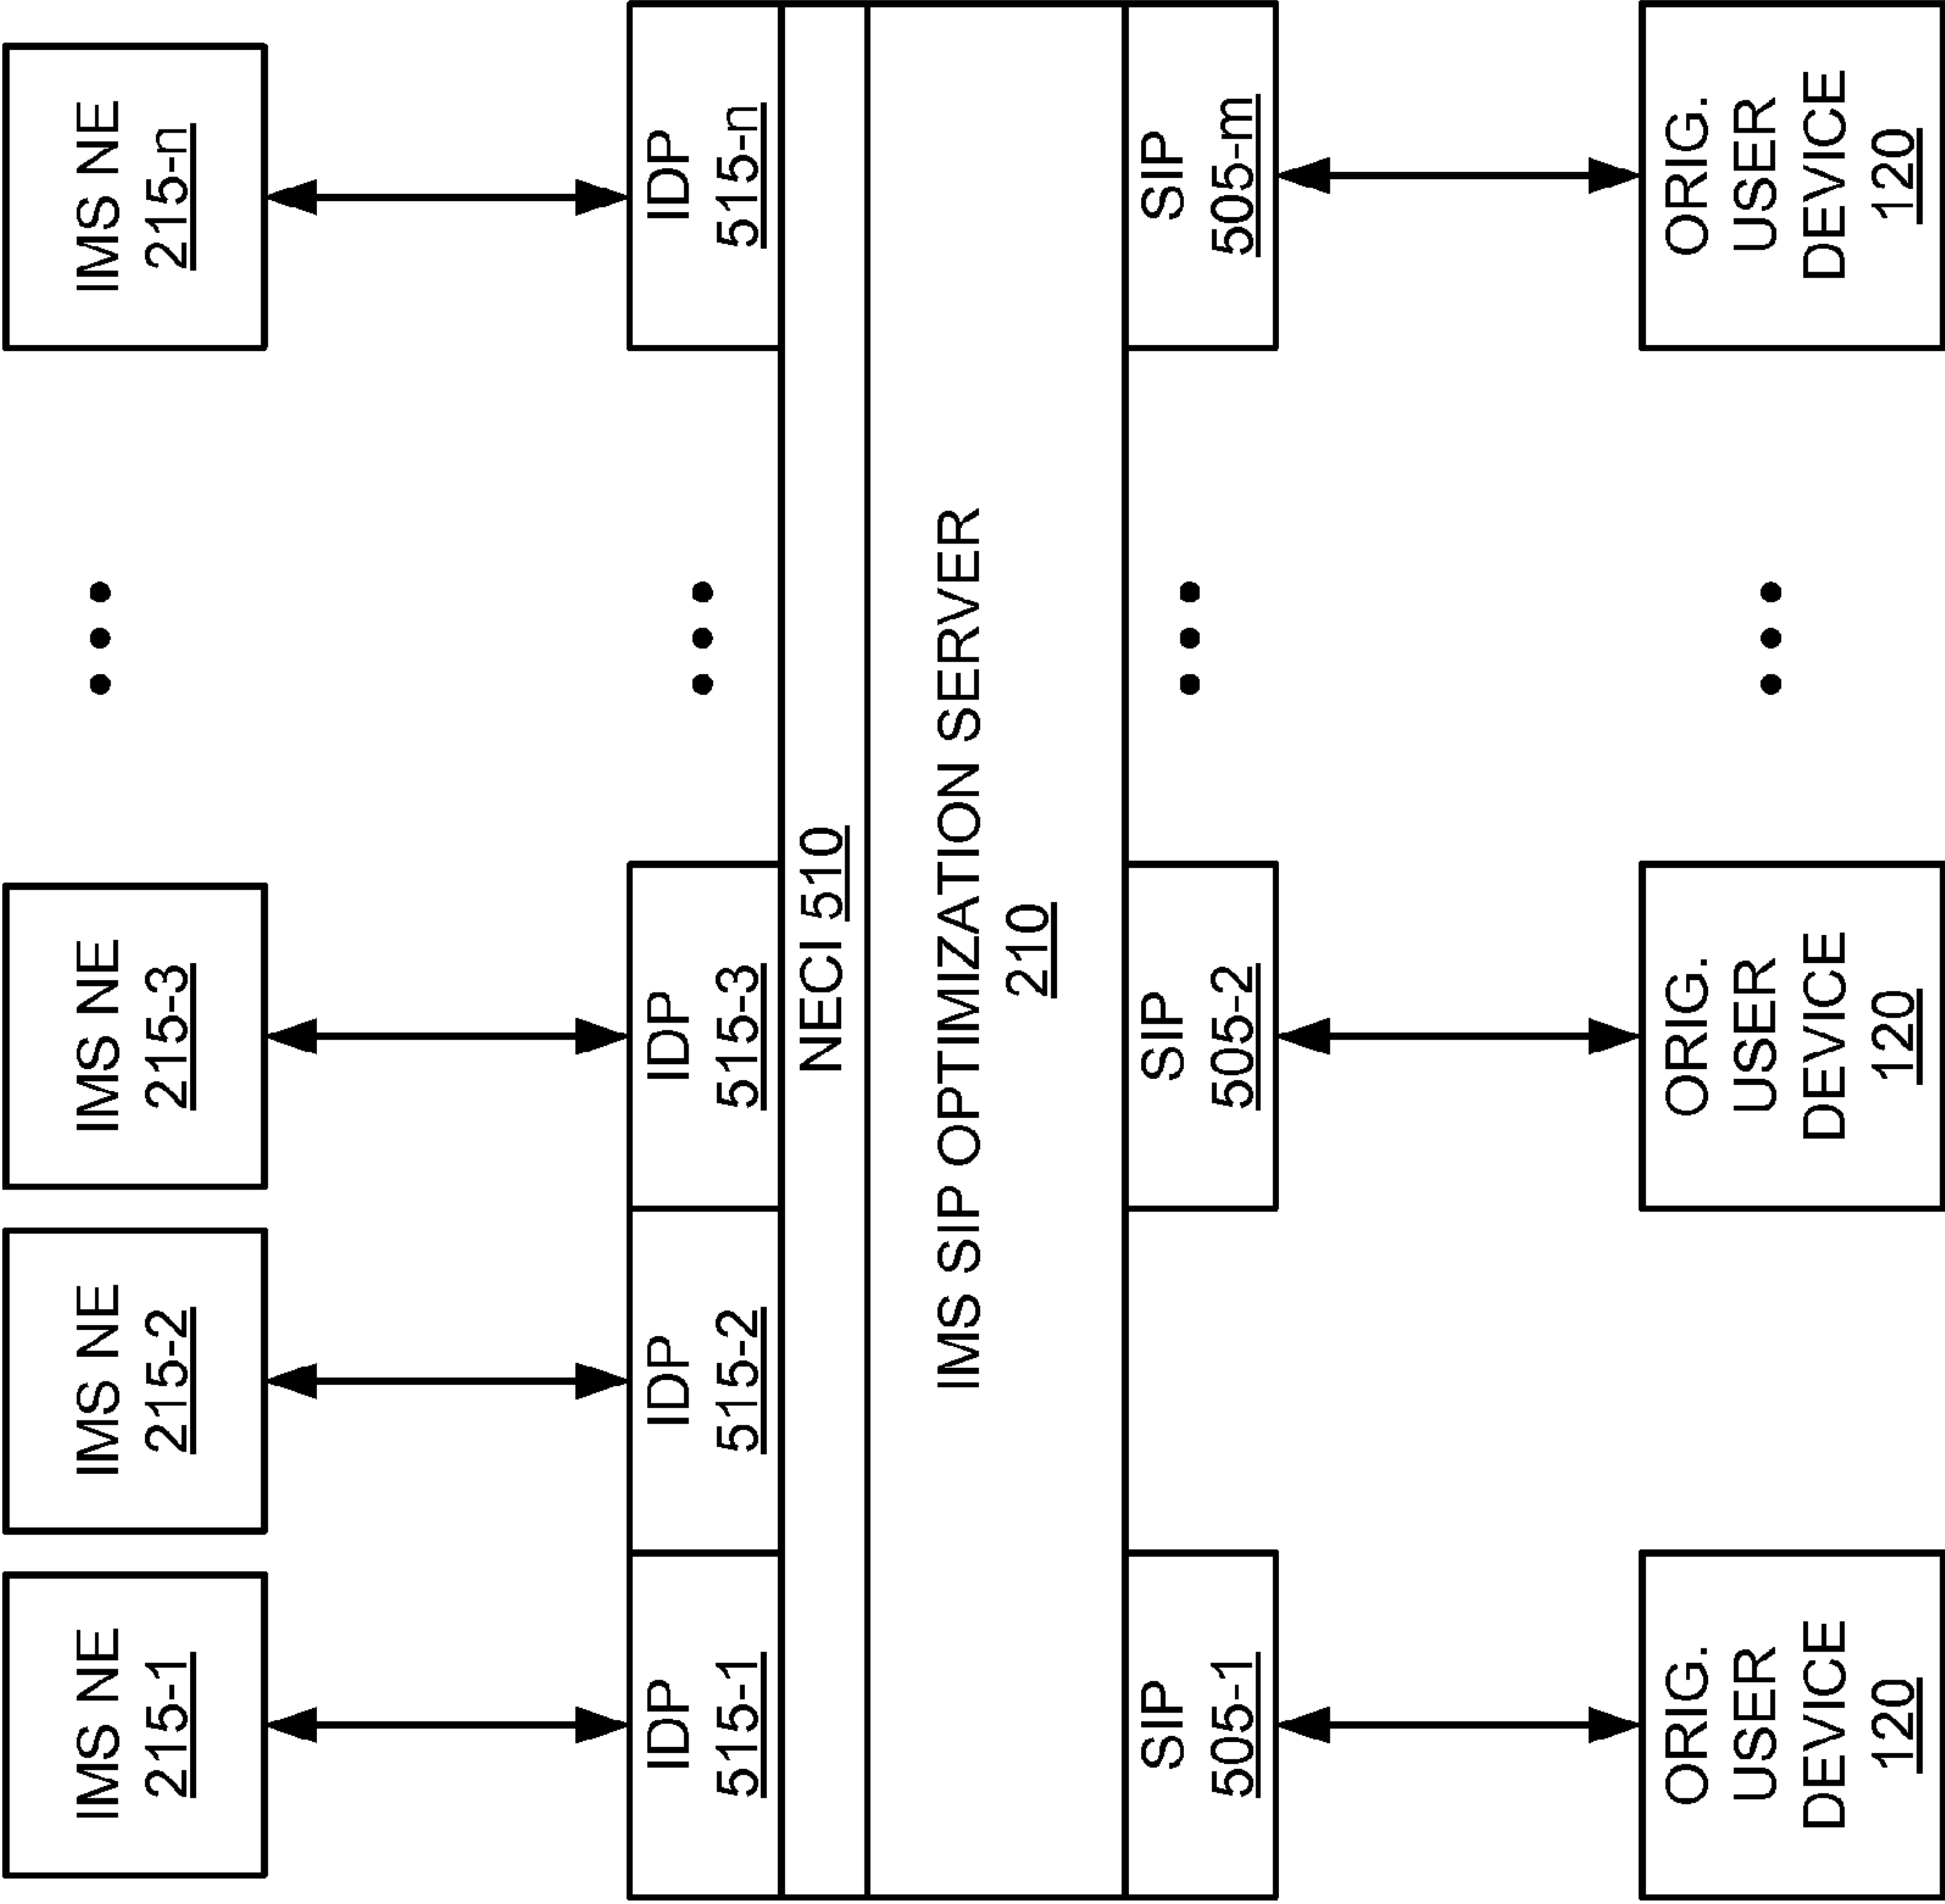 IMS NE
215-1
IMS NE
215-2
IMS NE
215-3
IMS NE
215-n
IDP
515-1
IDP
515-2
IDP
515-3
IDP
515-n
NECI 510
IMS SIP OPTIMIZATION SERVER
210
SIP
505-1
SIP
505-2
SIP
505-m
ORIG.
USER
DEVICE
120
ORIG.
USER
DEVICE
120
ORIG.
USER
DEVICE
120